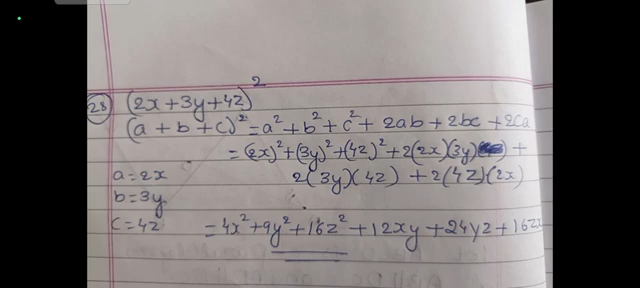 28 (2x+3y+4z)²
(a+b+c)² = a²+b²+c²+2ab+2bc+2ca
= (2x)²+(3y)²+(4z)²+2(2x)(3y) +
a=2x 2(3y)(4z) + 2(4z)(2x)
b=3y
c=4z = 4x²+9y²+16z²+12xy+24yz+16zx